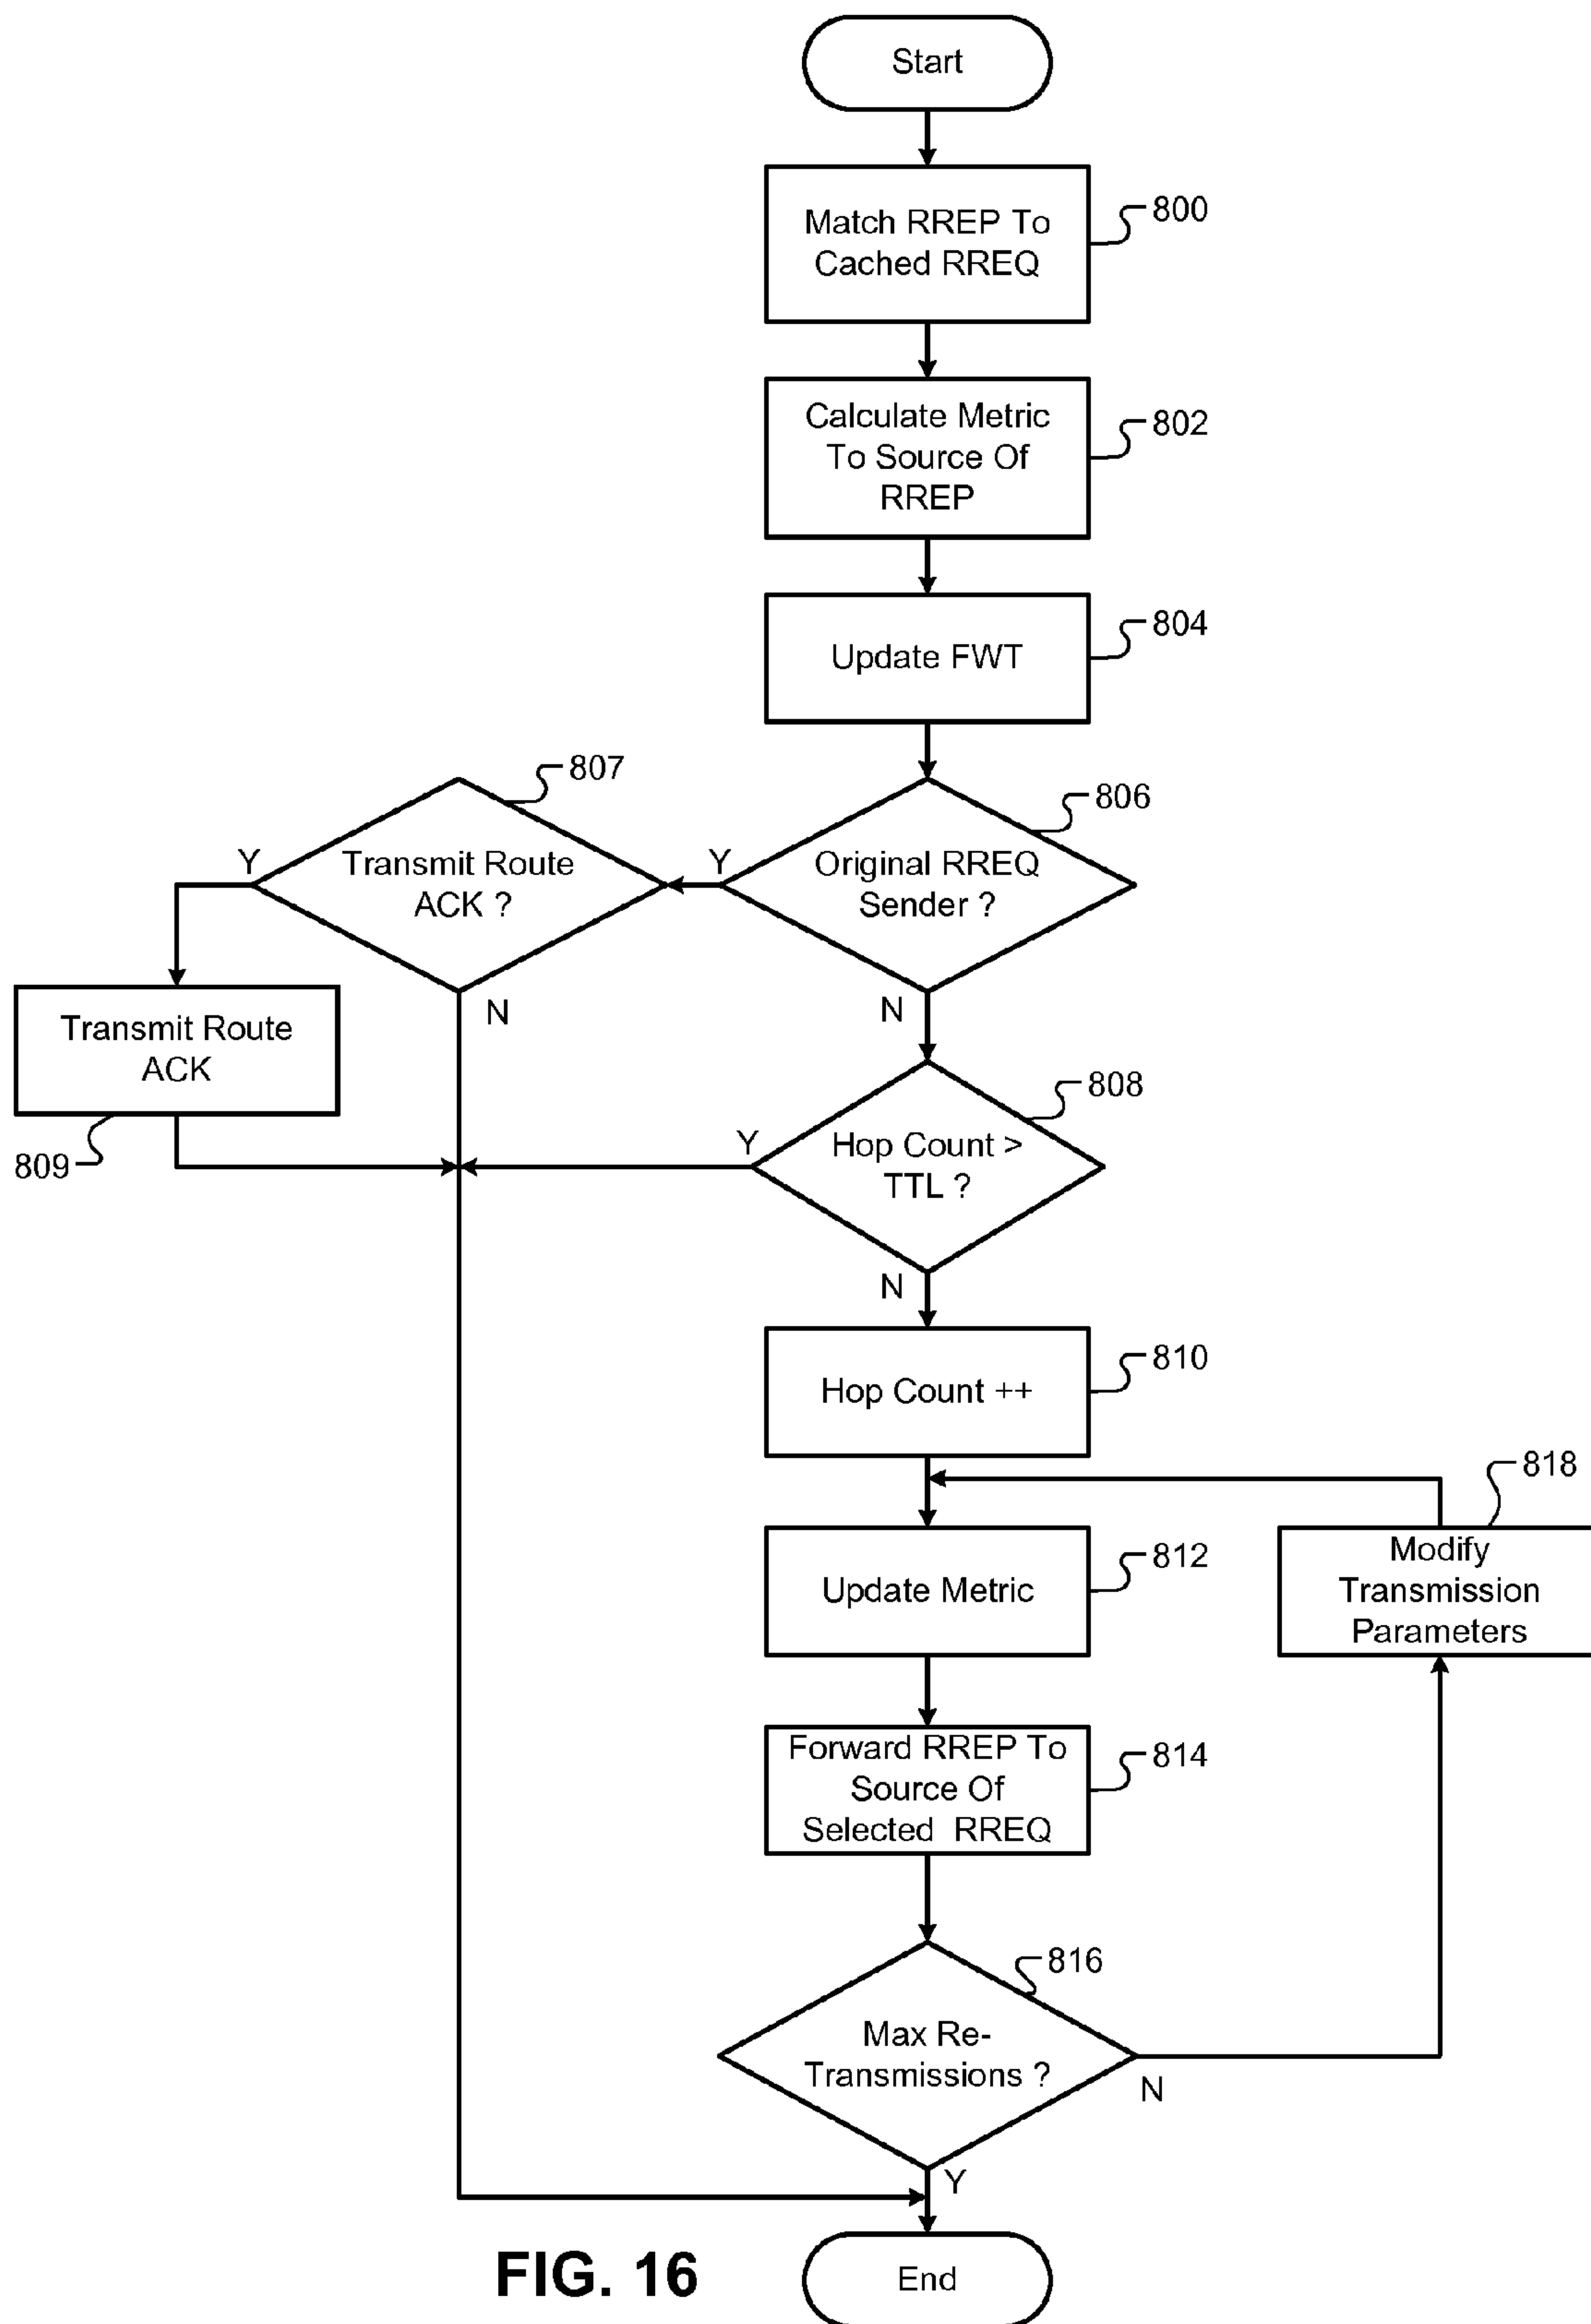 Start
Match RREP To
Cached RREQ
800
Calculate Metric
To Source Of
RREP
802
Update FWT
804
807
806
Y
Transmit Route
ACK ?
Y
Original RREQ
Sender ?
N
N
Transmit Route
ACK
809
808
Y
Hop Count >
TTL ?
N
Hop Count ++
810
818
Update Metric
812
Modify
Transmission
Parameters
Forward RREP To
Source Of
Selected RREQ
814
816
Max Re-
Transmissions ?
N
Y
FIG. 16
End